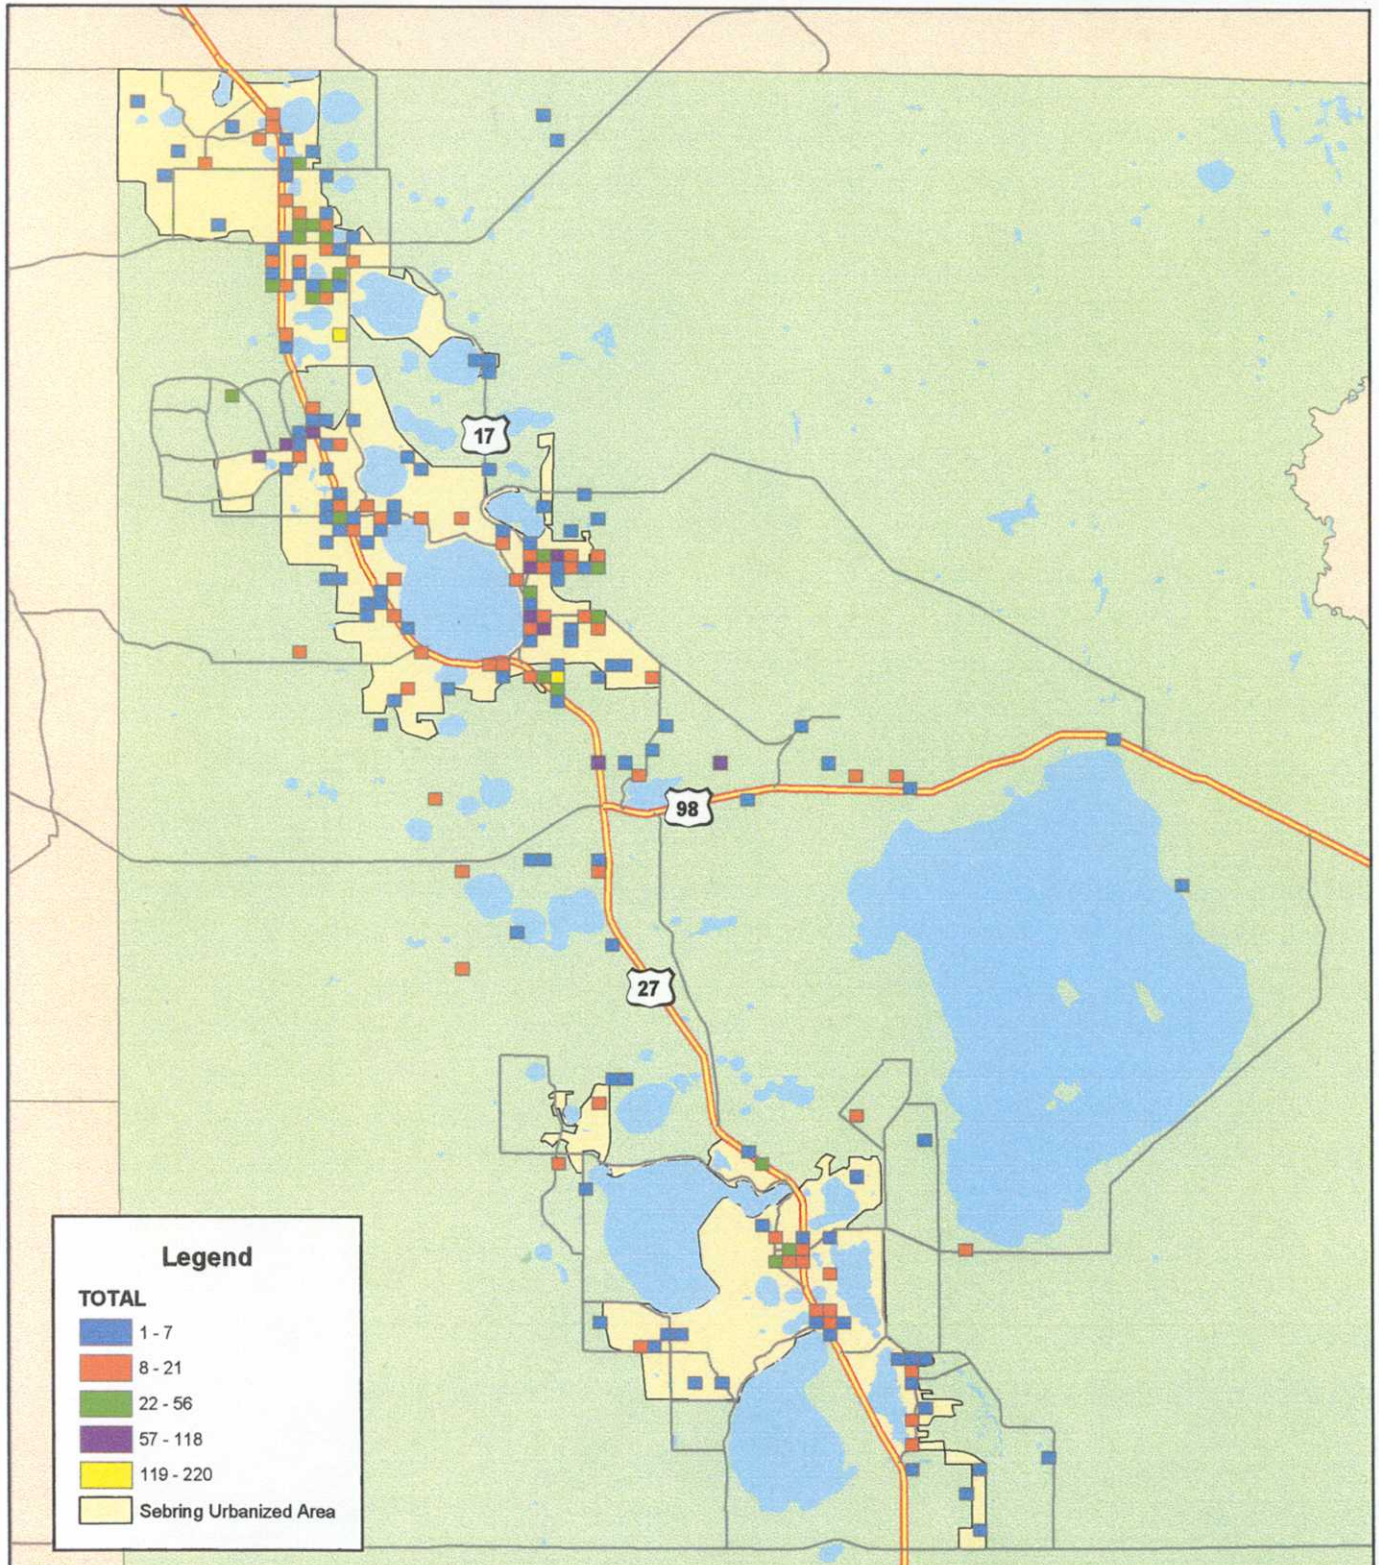 17
98
27
Legend
TOTAL
1 - 7
8 - 21
22 - 56
57 - 118
119 - 220
Sebring Urbanized Area